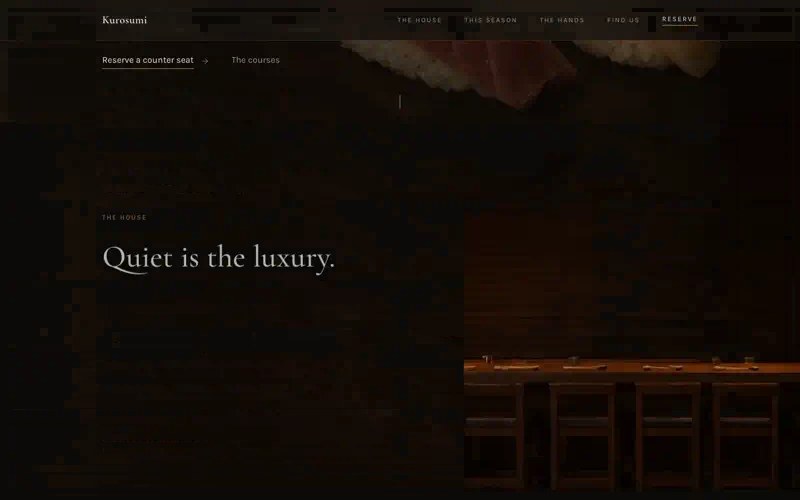 Kurosumi
THE HOUSE THIS SEASON THE HANDS FIND US RESERVE
Reserve a counter seat → The courses
THE HOUSE
Quiet is the luxury.